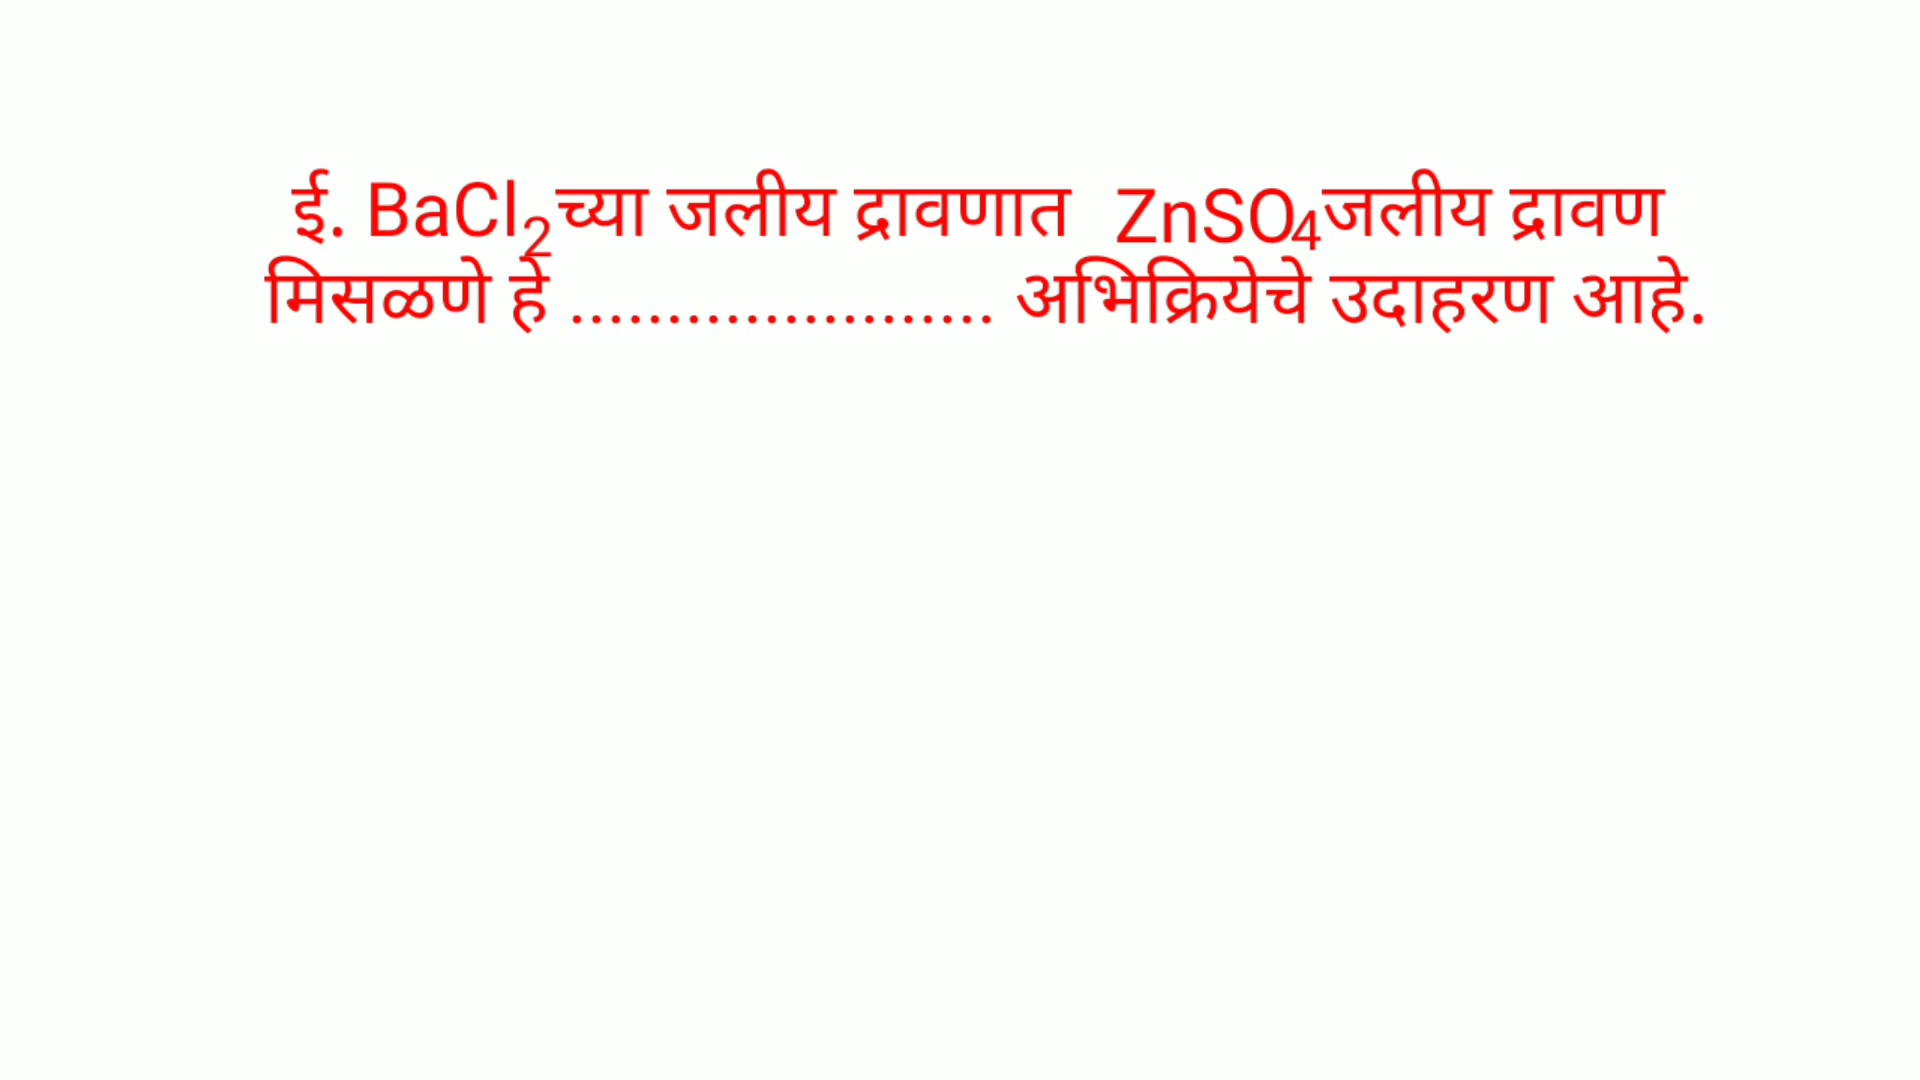 ई. BaCl₂च्या जलीय द्रावणात ZnSO₄जलीय द्रावण
मिसळणे हे ...................... अभिक्रियेचे उदाहरण आहे.